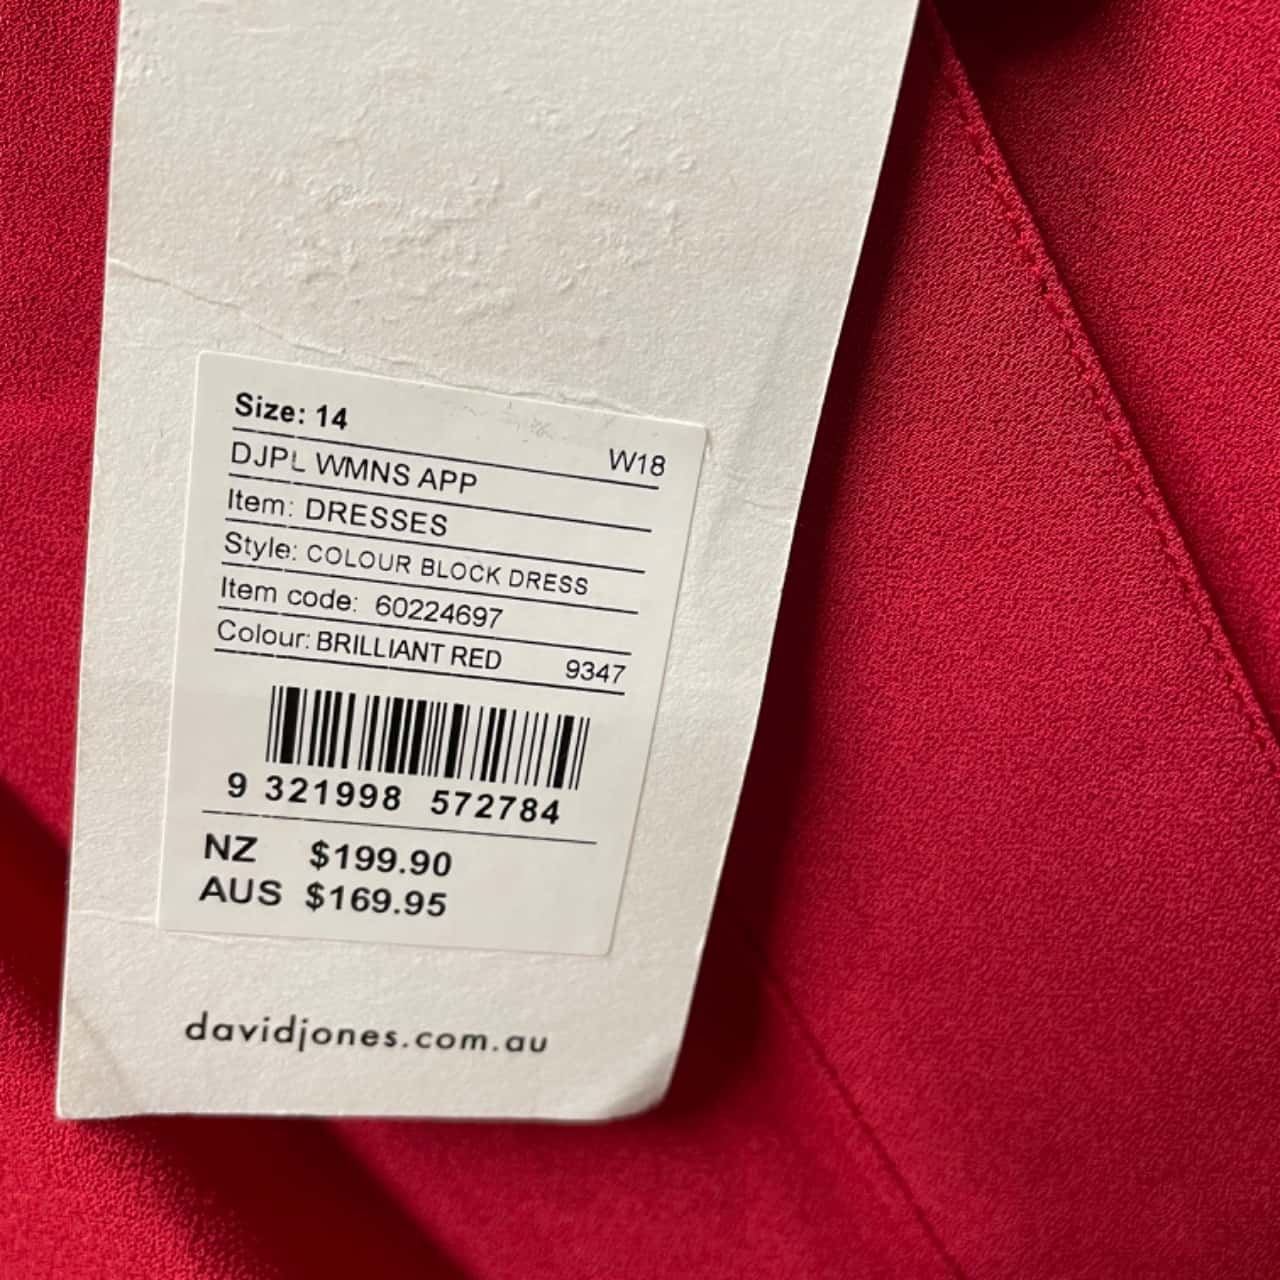 Size: 14
W18
DJPL WMNS APP
Item: DRESSES
Style: COLOUR BLOCK DRESS
Item code: 60224697
Colour: BRILLIANT RED 9347
9 321998 572784
NZ $199.90
AUS $169.95
davidjones.com.au